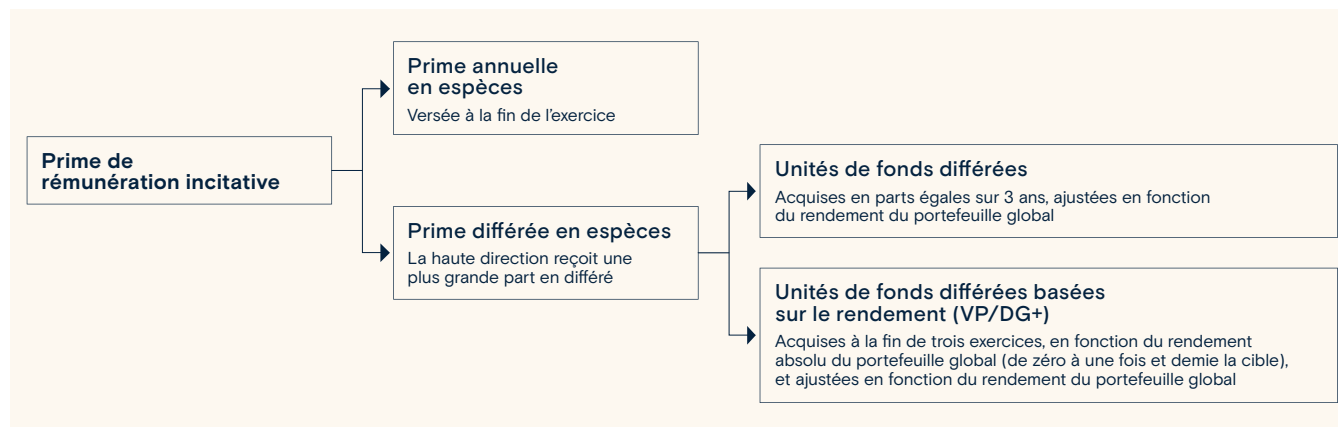 Prime de
rémunération incitative
Prime annuelle
en espèces
Versée à la fin de l’exercice
Prime différée en espèces
La haute direction reçoit une
plus grande part en différé
Unités de fonds différées
Acquises en parts égales sur 3 ans, ajustées en fonction
du rendement du portefeuille global
Unités de fonds différées basées
sur le rendement (VP/DG+)
Acquises à la fin de trois exercices, en fonction du rendement
absolu du portefeuille global (de zéro à une fois et demie la cible),
et ajustées en fonction du rendement du portefeuille global